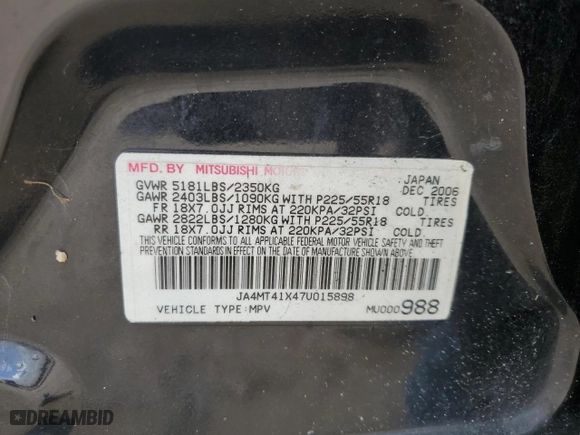 MFD. BY MITSUBISHI MOTORS
JAPAN
GVWR 5181LBS/2350KG
DEC 2006
GAWR 2403LBS/1090KG WITH P225/55R18 TIRES
FR 18X7.0JJ RIMS AT 220KPA/32PSI COLD
GAWR 2822LBS/1280KG WITH P225/55R18 TIRES
RR 18X7.0JJ RIMS AT 220KPA/32PSI COLD
THIS VEHICLE CONFORMS TO ALL APPLICABLE FEDERAL MOTOR VEHICLE SAFETY AND THEFT
PREVENTION STANDARDS IN EFFECT ON THE DATE OF MANUFACTURE SHOWN ABOVE.
JA4MT41X47U015898
VEHICLE TYPE:MPV
MU000988
DREAMBID